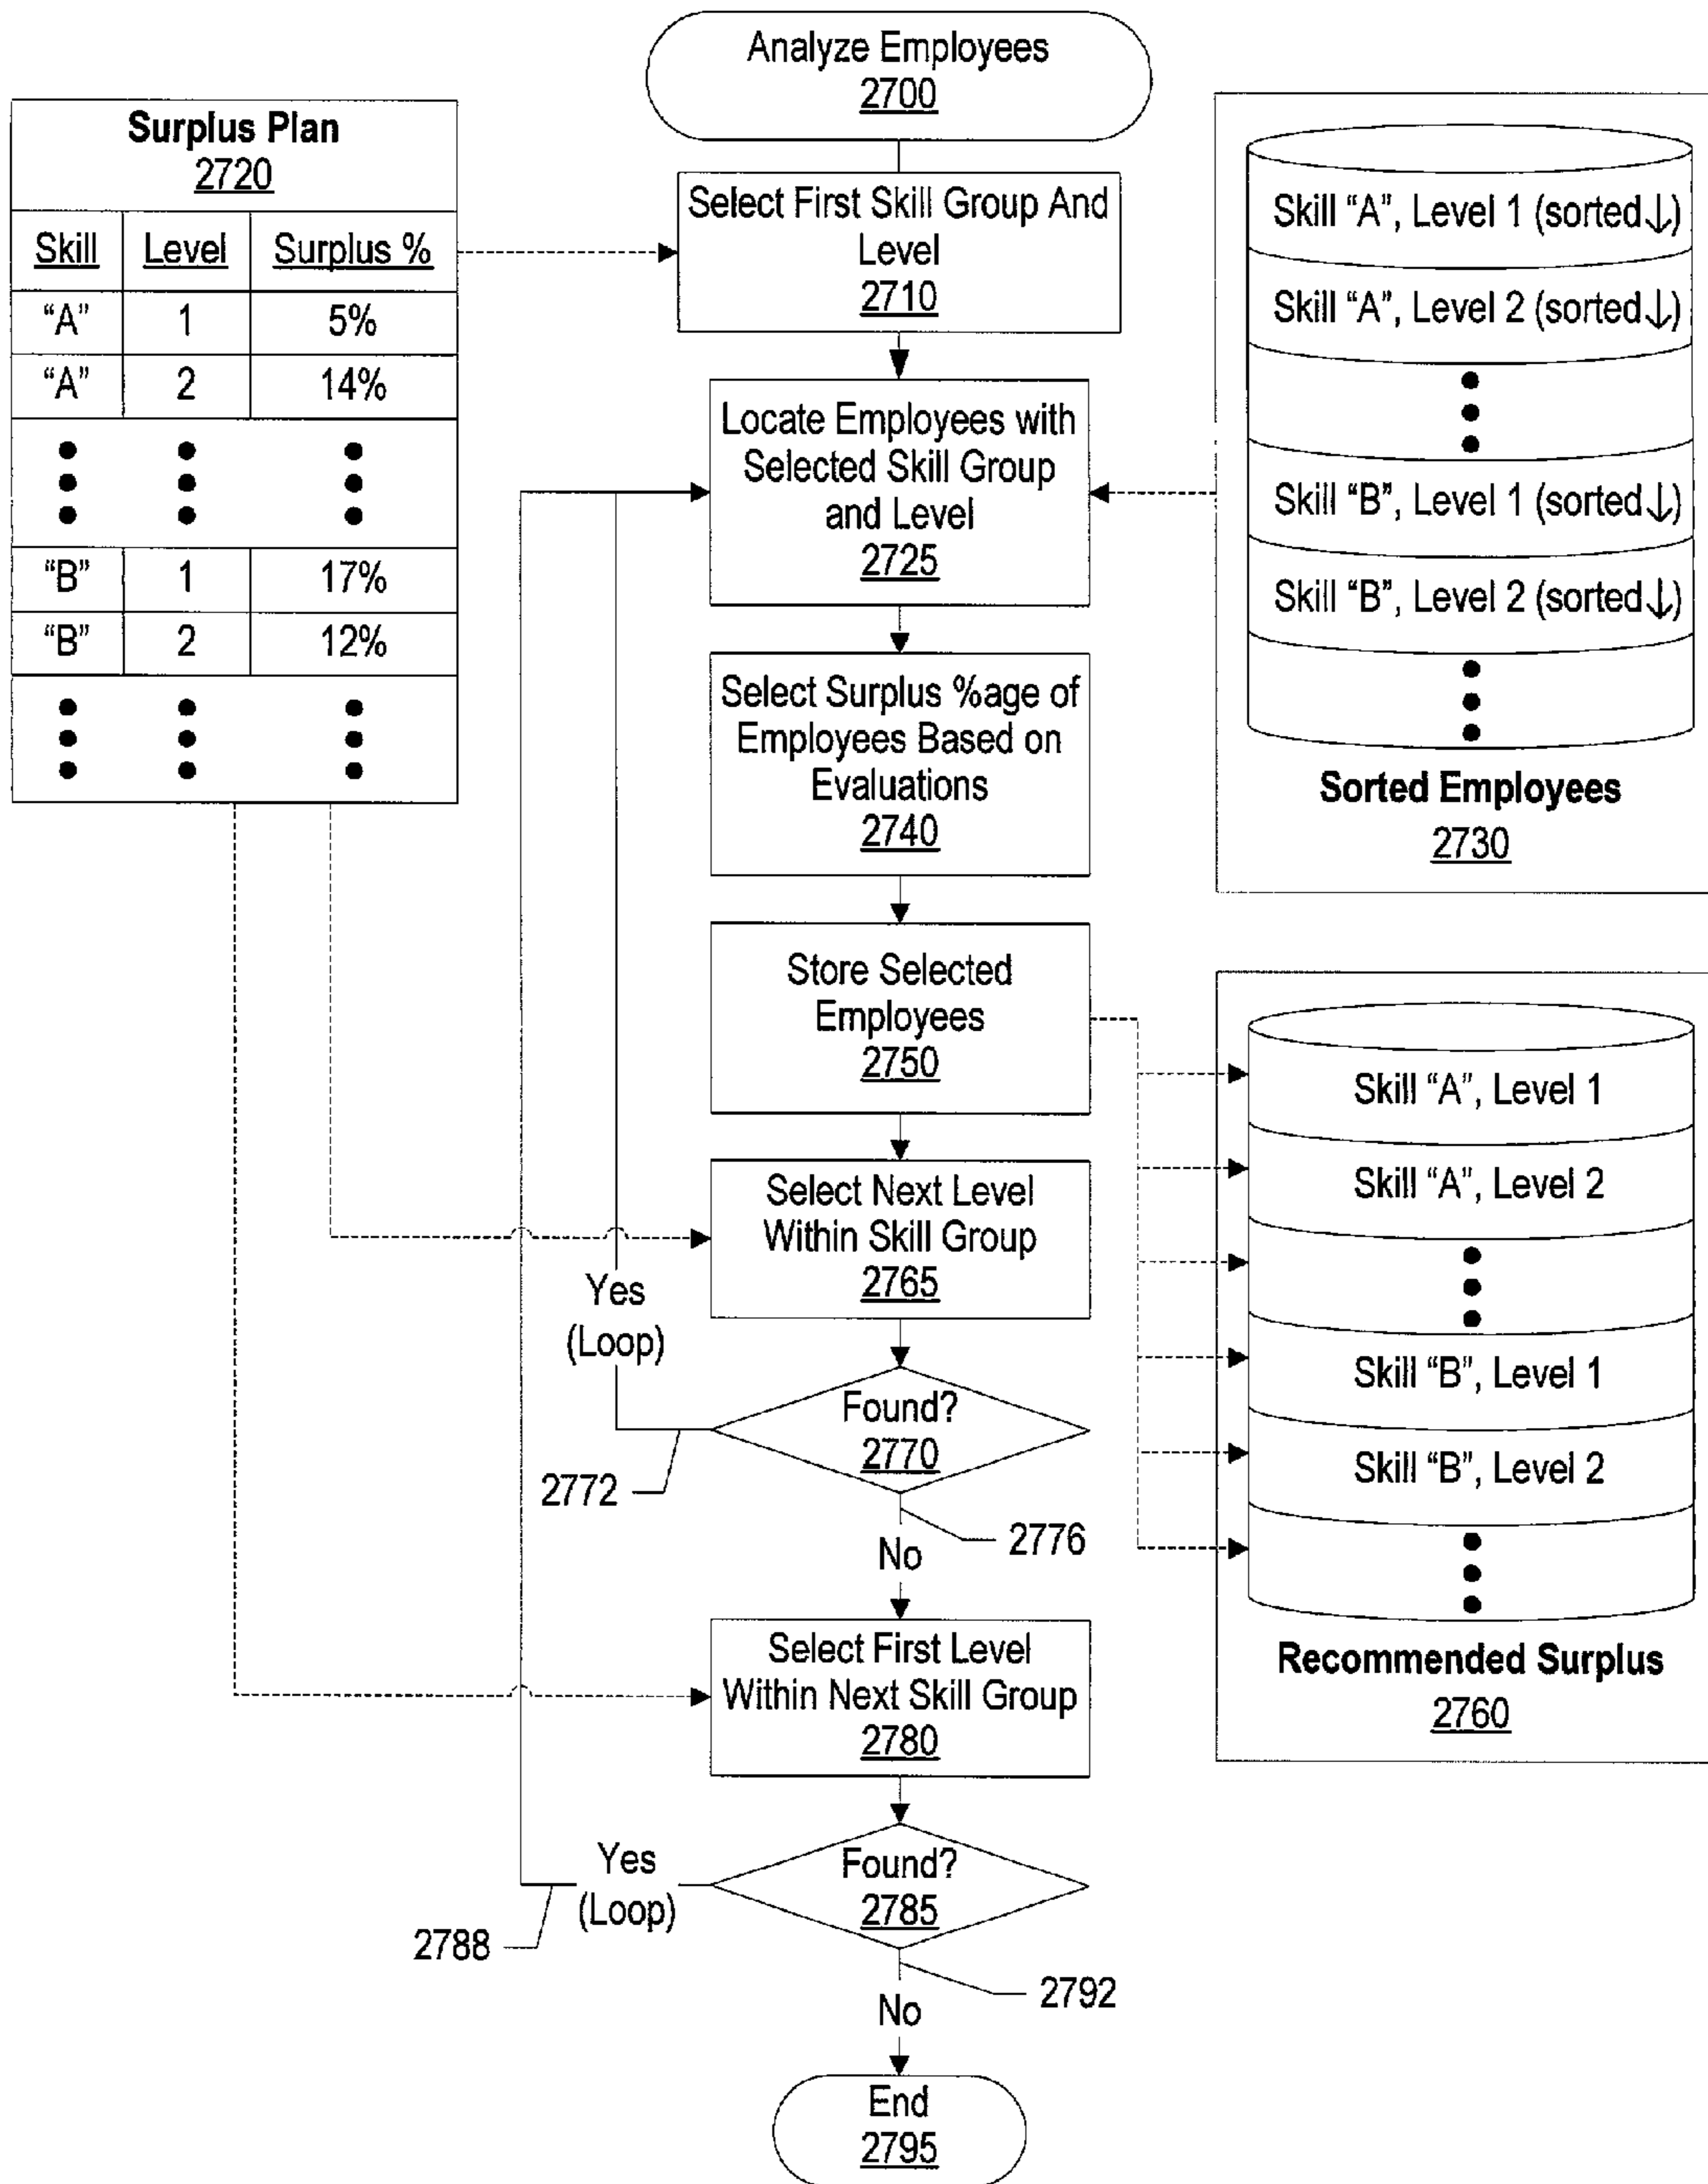 Analyze Employees
2700
Surplus Plan
2720
Skill Level Surplus %
“A” 1 5%
“A” 2 14%
“B” 1 17%
“B” 2 12%
Select First Skill Group And
Level
2710
Locate Employees with
Selected Skill Group
and Level
2725
Skill “A”, Level 1 (sorted↓)
Skill “A”, Level 2 (sorted↓)
Skill “B”, Level 1 (sorted↓)
Skill “B”, Level 2 (sorted↓)
Sorted Employees
2730
Select Surplus %age of
Employees Based on
Evaluations
2740
Store Selected
Employees
2750
Skill “A”, Level 1
Skill “A”, Level 2
Skill “B”, Level 1
Skill “B”, Level 2
Recommended Surplus
2760
Select Next Level
Within Skill Group
2765
Yes
(Loop)
Found?
2770
2772
2776
No
Select First Level
Within Next Skill Group
2780
Yes
(Loop)
Found?
2785
2788
2792
No
End
2795